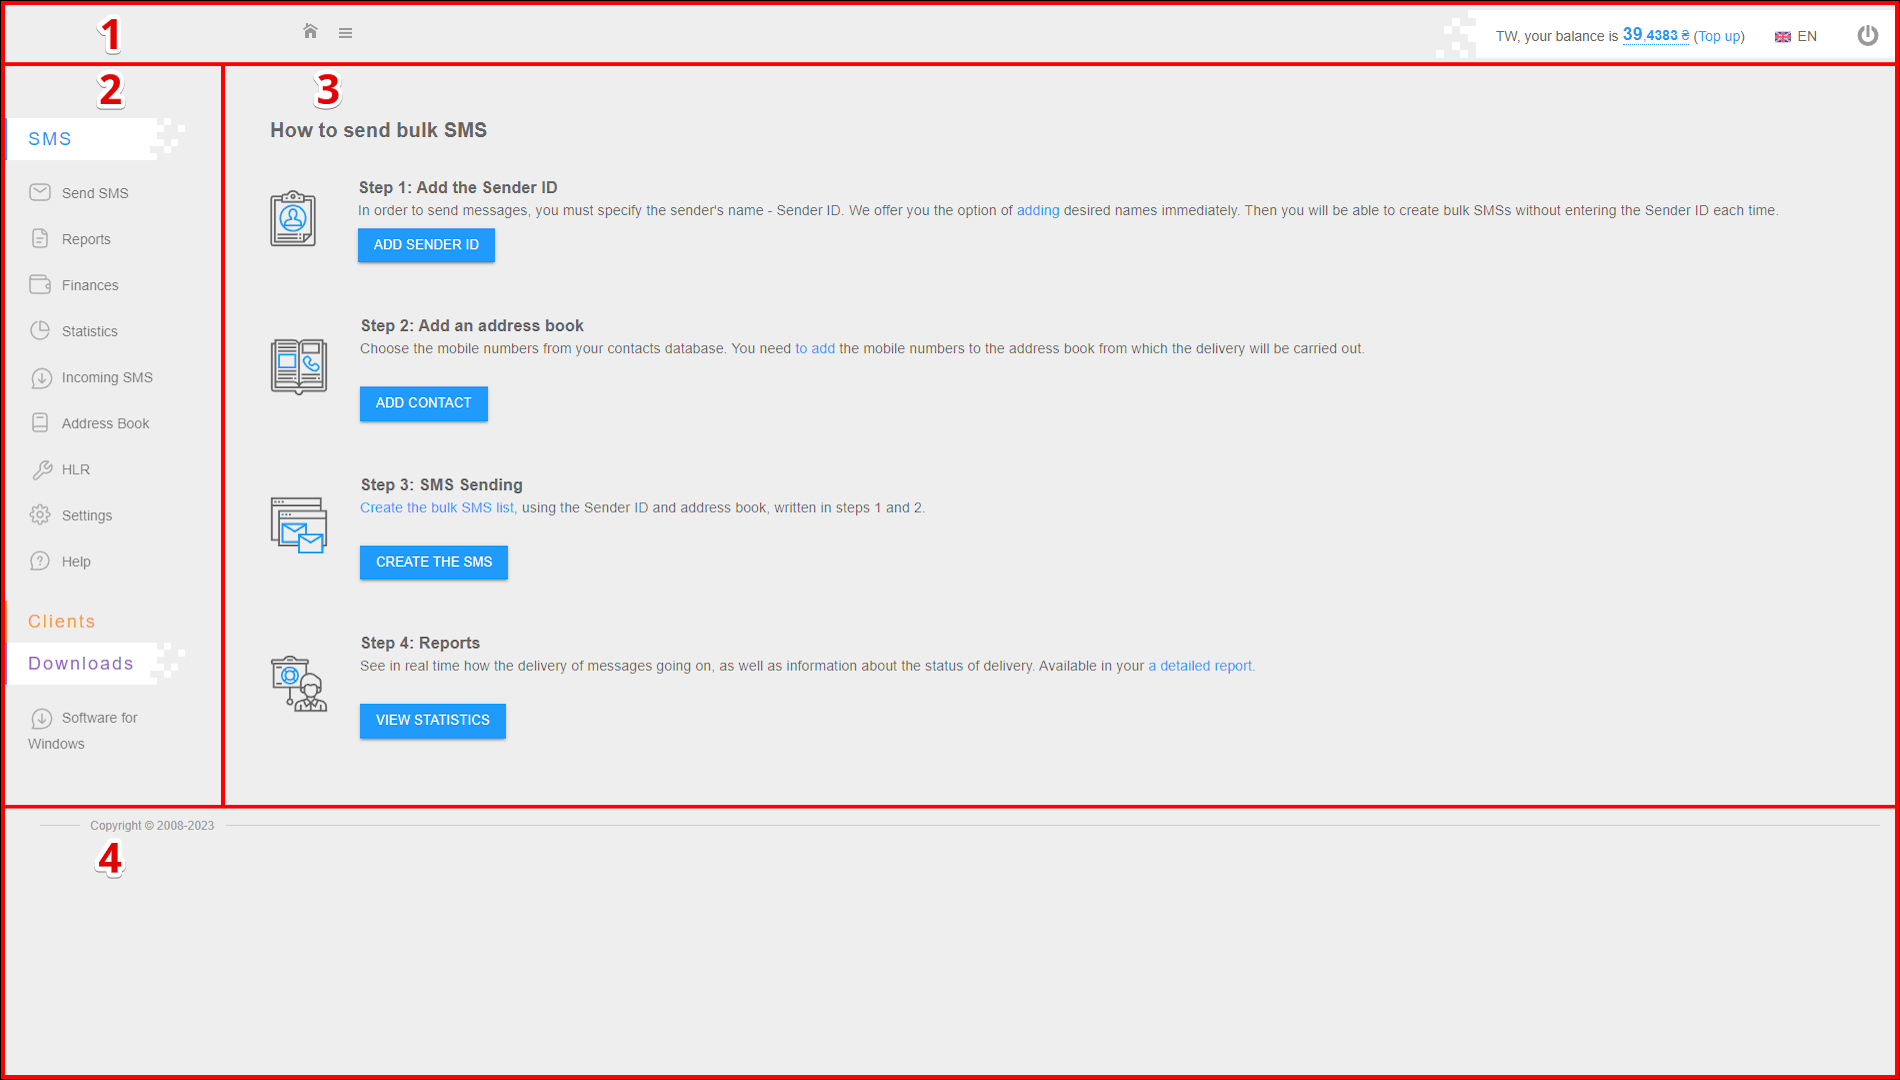 1
TW, your balance is 39,4383 ₴ (Top up)
EN
2
SMS
Send SMS
Reports
Finances
Statistics
Incoming SMS
Address Book
HLR
Settings
Help
Clients
Downloads
Software for
Windows
3
How to send bulk SMS
Step 1: Add the Sender ID
In order to send messages, you must specify the sender's name - Sender ID. We offer you the option of adding desired names immediately. Then you will be able to create bulk SMSs without entering the Sender ID each time.
ADD SENDER ID
Step 2: Add an address book
Choose the mobile numbers from your contacts database. You need to add the mobile numbers to the address book from which the delivery will be carried out.
ADD CONTACT
Step 3: SMS Sending
Create the bulk SMS list, using the Sender ID and address book, written in steps 1 and 2.
CREATE THE SMS
Step 4: Reports
See in real time how the delivery of messages going on, as well as information about the status of delivery. Available in your a detailed report.
VIEW STATISTICS
Copyright © 2008-2023
4